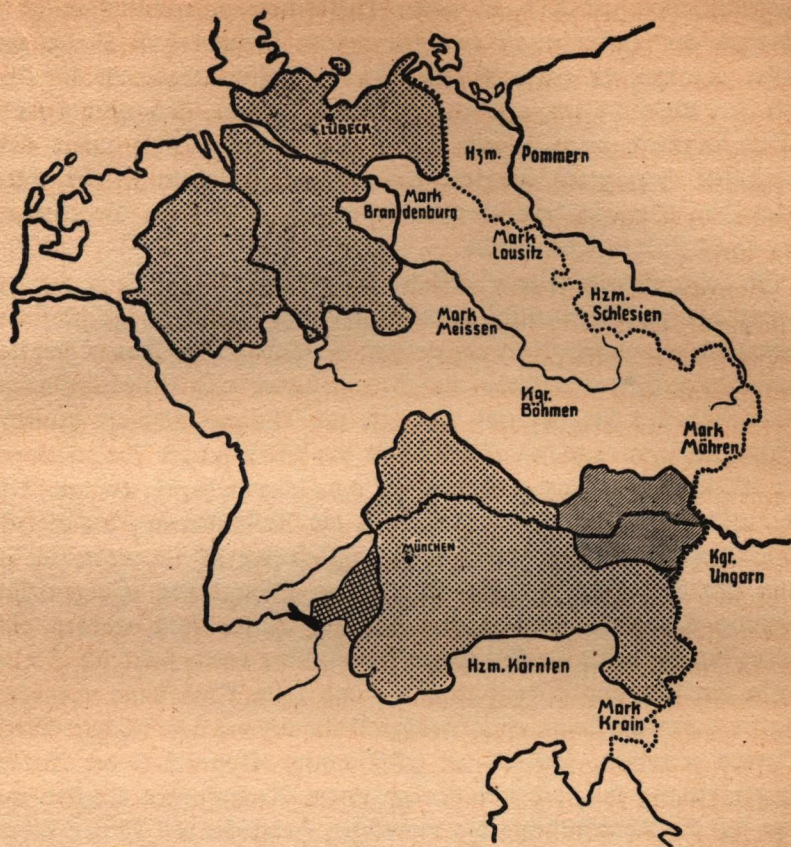 LÜBECK
Hzm. Pommern
Mark
Brandenburg
Mark
Lausitz
Hzm.
Schlesien
Mark
Meissen
Kgr.
Böhmen
Mark
Mähren
MÜNCHEN
Kgr.
Ungarn
Hzm. Kärnten
Mark
Krain